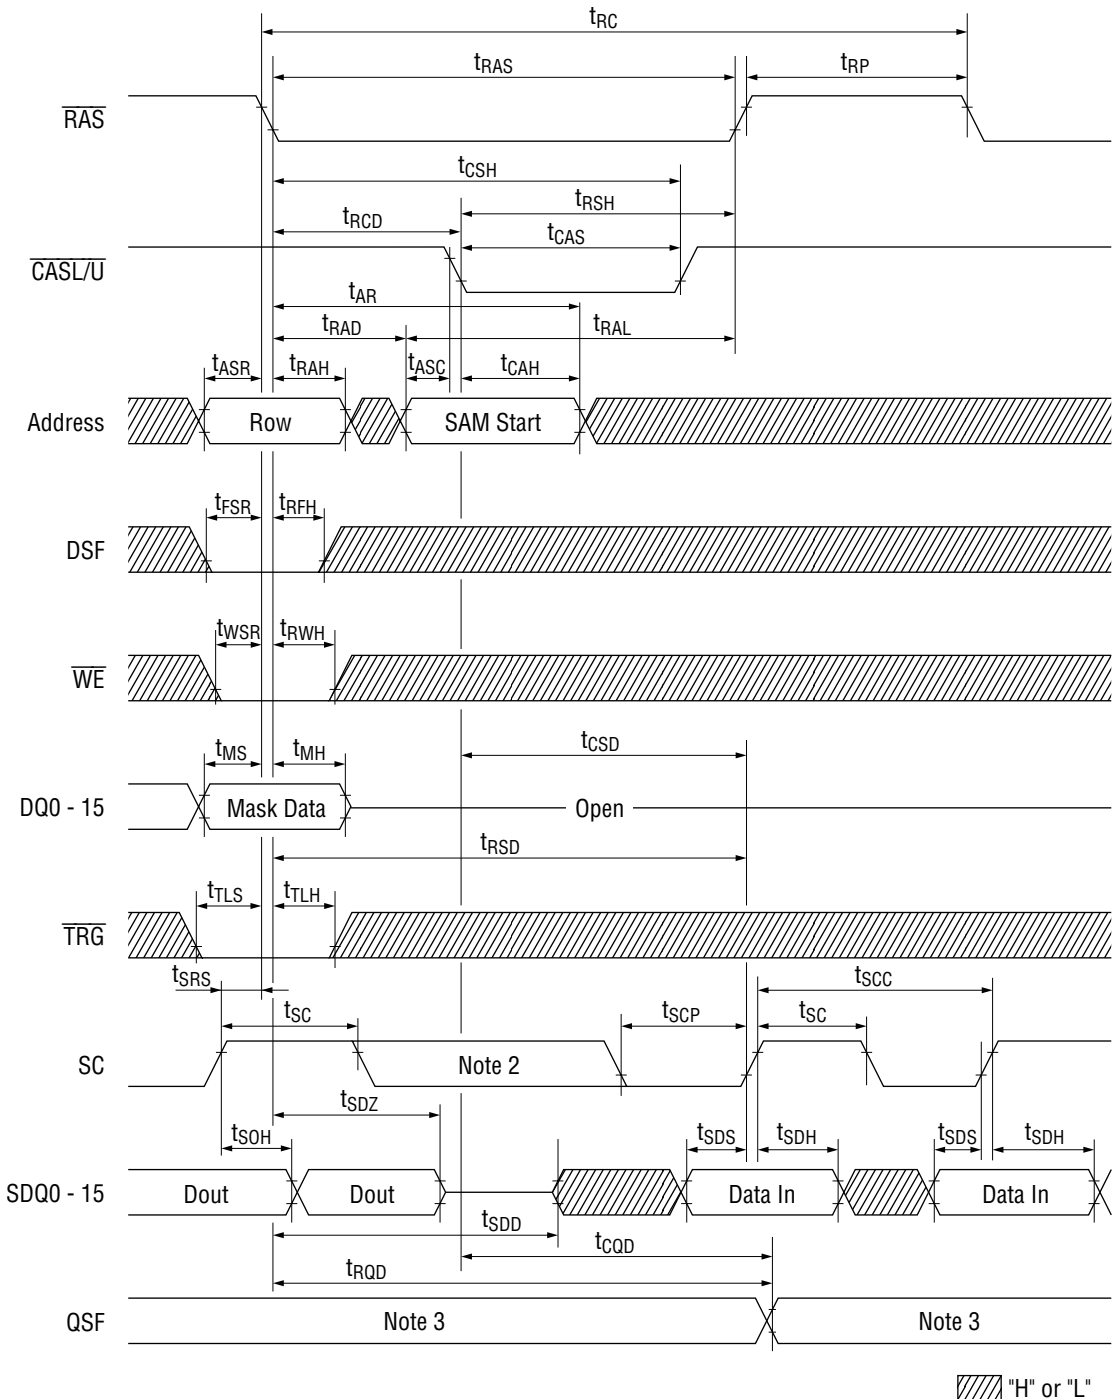 tRC
tRAS
tRP
RAS
tCSH
tRSH
tRCD
tCAS
CASL/U
tAR
tRAD
tRAL
tASR
tRAH
tASC
tCAH
Address
Row
SAM Start
tFSR
tRFH
DSF
tWSR
tRWH
WE
tCSD
tMS
tMH
DQ0 - 15
Mask Data
Open
tRSD
tTLS
tTLH
TRG
tSRS
tSCC
tSC
tSCP
tSC
SC
Note 2
tSDZ
tSOH
tSDS
tSDH
tSDS
tSDH
SDQ0 - 15
Dout
Dout
Data In
Data In
tSDD
tCQD
tRQD
QSF
Note 3
Note 3
"H" or "L"